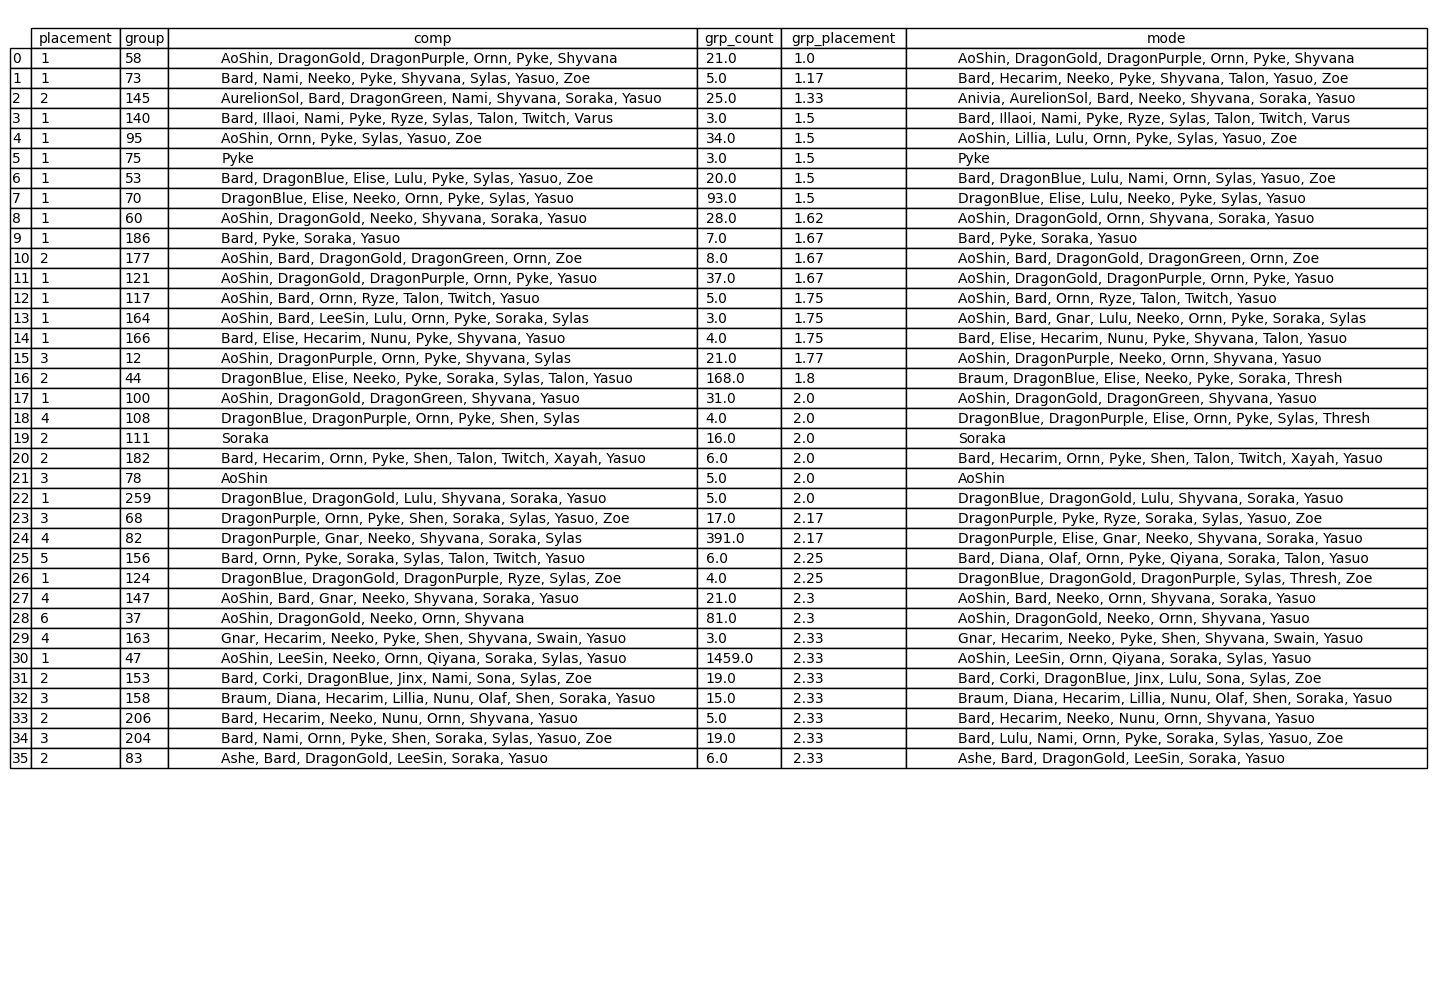 placement group comp grp_count grp_placement mode
0 1 58 AoShin, DragonGold, DragonPurple, Ornn, Pyke, Shyvana 21.0 1.0 AoShin, DragonGold, DragonPurple, Ornn, Pyke, Shyvana
1 1 73 Bard, Nami, Neeko, Pyke, Shyvana, Sylas, Yasuo, Zoe 5.0 1.17 Bard, Hecarim, Neeko, Pyke, Shyvana, Talon, Yasuo, Zoe
2 2 145 AurelionSol, Bard, DragonGreen, Nami, Shyvana, Soraka, Yasuo 25.0 1.33 Anivia, AurelionSol, Bard, Neeko, Shyvana, Soraka, Yasuo
3 1 140 Bard, Illaoi, Nami, Pyke, Ryze, Sylas, Talon, Twitch, Varus 3.0 1.5 Bard, Illaoi, Nami, Pyke, Ryze, Sylas, Talon, Twitch, Varus
4 1 95 AoShin, Ornn, Pyke, Sylas, Yasuo, Zoe 34.0 1.5 AoShin, Lillia, Lulu, Ornn, Pyke, Sylas, Yasuo, Zoe
5 1 75 Pyke 3.0 1.5 Pyke
6 1 53 Bard, DragonBlue, Elise, Lulu, Pyke, Sylas, Yasuo, Zoe 20.0 1.5 Bard, DragonBlue, Lulu, Nami, Ornn, Sylas, Yasuo, Zoe
7 1 70 DragonBlue, Elise, Neeko, Ornn, Pyke, Sylas, Yasuo 93.0 1.5 DragonBlue, Elise, Lulu, Neeko, Pyke, Sylas, Yasuo
8 1 60 AoShin, DragonGold, Neeko, Shyvana, Soraka, Yasuo 28.0 1.62 AoShin, DragonGold, Ornn, Shyvana, Soraka, Yasuo
9 1 186 Bard, Pyke, Soraka, Yasuo 7.0 1.67 Bard, Pyke, Soraka, Yasuo
10 2 177 AoShin, Bard, DragonGold, DragonGreen, Ornn, Zoe 8.0 1.67 AoShin, Bard, DragonGold, DragonGreen, Ornn, Zoe
11 1 121 AoShin, DragonGold, DragonPurple, Ornn, Pyke, Yasuo 37.0 1.67 AoShin, DragonGold, DragonPurple, Ornn, Pyke, Yasuo
12 1 117 AoShin, Bard, Ornn, Ryze, Talon, Twitch, Yasuo 5.0 1.75 AoShin, Bard, Ornn, Ryze, Talon, Twitch, Yasuo
13 1 164 AoShin, Bard, LeeSin, Lulu, Ornn, Pyke, Soraka, Sylas 3.0 1.75 AoShin, Bard, Gnar, Lulu, Neeko, Ornn, Pyke, Soraka, Sylas
14 1 166 Bard, Elise, Hecarim, Nunu, Pyke, Shyvana, Yasuo 4.0 1.75 Bard, Elise, Hecarim, Nunu, Pyke, Shyvana, Talon, Yasuo
15 3 12 AoShin, DragonPurple, Ornn, Pyke, Shyvana, Sylas 21.0 1.77 AoShin, DragonPurple, Neeko, Ornn, Shyvana, Yasuo
16 2 44 DragonBlue, Elise, Neeko, Pyke, Soraka, Sylas, Talon, Yasuo 168.0 1.8 Braum, DragonBlue, Elise, Neeko, Pyke, Soraka, Thresh
17 1 100 AoShin, DragonGold, DragonGreen, Shyvana, Yasuo 31.0 2.0 AoShin, DragonGold, DragonGreen, Shyvana, Yasuo
18 4 108 DragonBlue, DragonPurple, Ornn, Pyke, Shen, Sylas 4.0 2.0 DragonBlue, DragonPurple, Elise, Ornn, Pyke, Sylas, Thresh
19 2 111 Soraka 16.0 2.0 Soraka
20 2 182 Bard, Hecarim, Ornn, Pyke, Shen, Talon, Twitch, Xayah, Yasuo 6.0 2.0 Bard, Hecarim, Ornn, Pyke, Shen, Talon, Twitch, Xayah, Yasuo
21 3 78 AoShin 5.0 2.0 AoShin
22 1 259 DragonBlue, DragonGold, Lulu, Shyvana, Soraka, Yasuo 5.0 2.0 DragonBlue, DragonGold, Lulu, Shyvana, Soraka, Yasuo
23 3 68 DragonPurple, Ornn, Pyke, Shen, Soraka, Sylas, Yasuo, Zoe 17.0 2.17 DragonPurple, Pyke, Ryze, Soraka, Sylas, Yasuo, Zoe
24 4 82 DragonPurple, Gnar, Neeko, Shyvana, Soraka, Sylas 391.0 2.17 DragonPurple, Elise, Gnar, Neeko, Shyvana, Soraka, Yasuo
25 5 156 Bard, Ornn, Pyke, Soraka, Sylas, Talon, Twitch, Yasuo 6.0 2.25 Bard, Diana, Olaf, Ornn, Pyke, Qiyana, Soraka, Talon, Yasuo
26 1 124 DragonBlue, DragonGold, DragonPurple, Ryze, Sylas, Zoe 4.0 2.25 DragonBlue, DragonGold, DragonPurple, Sylas, Thresh, Zoe
27 4 147 AoShin, Bard, Gnar, Neeko, Shyvana, Soraka, Yasuo 21.0 2.3 AoShin, Bard, Neeko, Ornn, Shyvana, Soraka, Yasuo
28 6 37 AoShin, DragonGold, Neeko, Ornn, Shyvana 81.0 2.3 AoShin, DragonGold, Neeko, Ornn, Shyvana, Yasuo
29 4 163 Gnar, Hecarim, Neeko, Pyke, Shen, Shyvana, Swain, Yasuo 3.0 2.33 Gnar, Hecarim, Neeko, Pyke, Shen, Shyvana, Swain, Yasuo
30 1 47 AoShin, LeeSin, Neeko, Ornn, Qiyana, Soraka, Sylas, Yasuo 1459.0 2.33 AoShin, LeeSin, Ornn, Qiyana, Soraka, Sylas, Yasuo
31 2 153 Bard, Corki, DragonBlue, Jinx, Nami, Sona, Sylas, Zoe 19.0 2.33 Bard, Corki, DragonBlue, Jinx, Lulu, Sona, Sylas, Zoe
32 3 158 Braum, Diana, Hecarim, Lillia, Nunu, Olaf, Shen, Soraka, Yasuo 15.0 2.33 Braum, Diana, Hecarim, Lillia, Nunu, Olaf, Shen, Soraka, Yasuo
33 2 206 Bard, Hecarim, Neeko, Nunu, Ornn, Shyvana, Yasuo 5.0 2.33 Bard, Hecarim, Neeko, Nunu, Ornn, Shyvana, Yasuo
34 3 204 Bard, Nami, Ornn, Pyke, Shen, Soraka, Sylas, Yasuo, Zoe 19.0 2.33 Bard, Lulu, Nami, Ornn, Pyke, Soraka, Sylas, Yasuo, Zoe
35 2 83 Ashe, Bard, DragonGold, LeeSin, Soraka, Yasuo 6.0 2.33 Ashe, Bard, DragonGold, LeeSin, Soraka, Yasuo